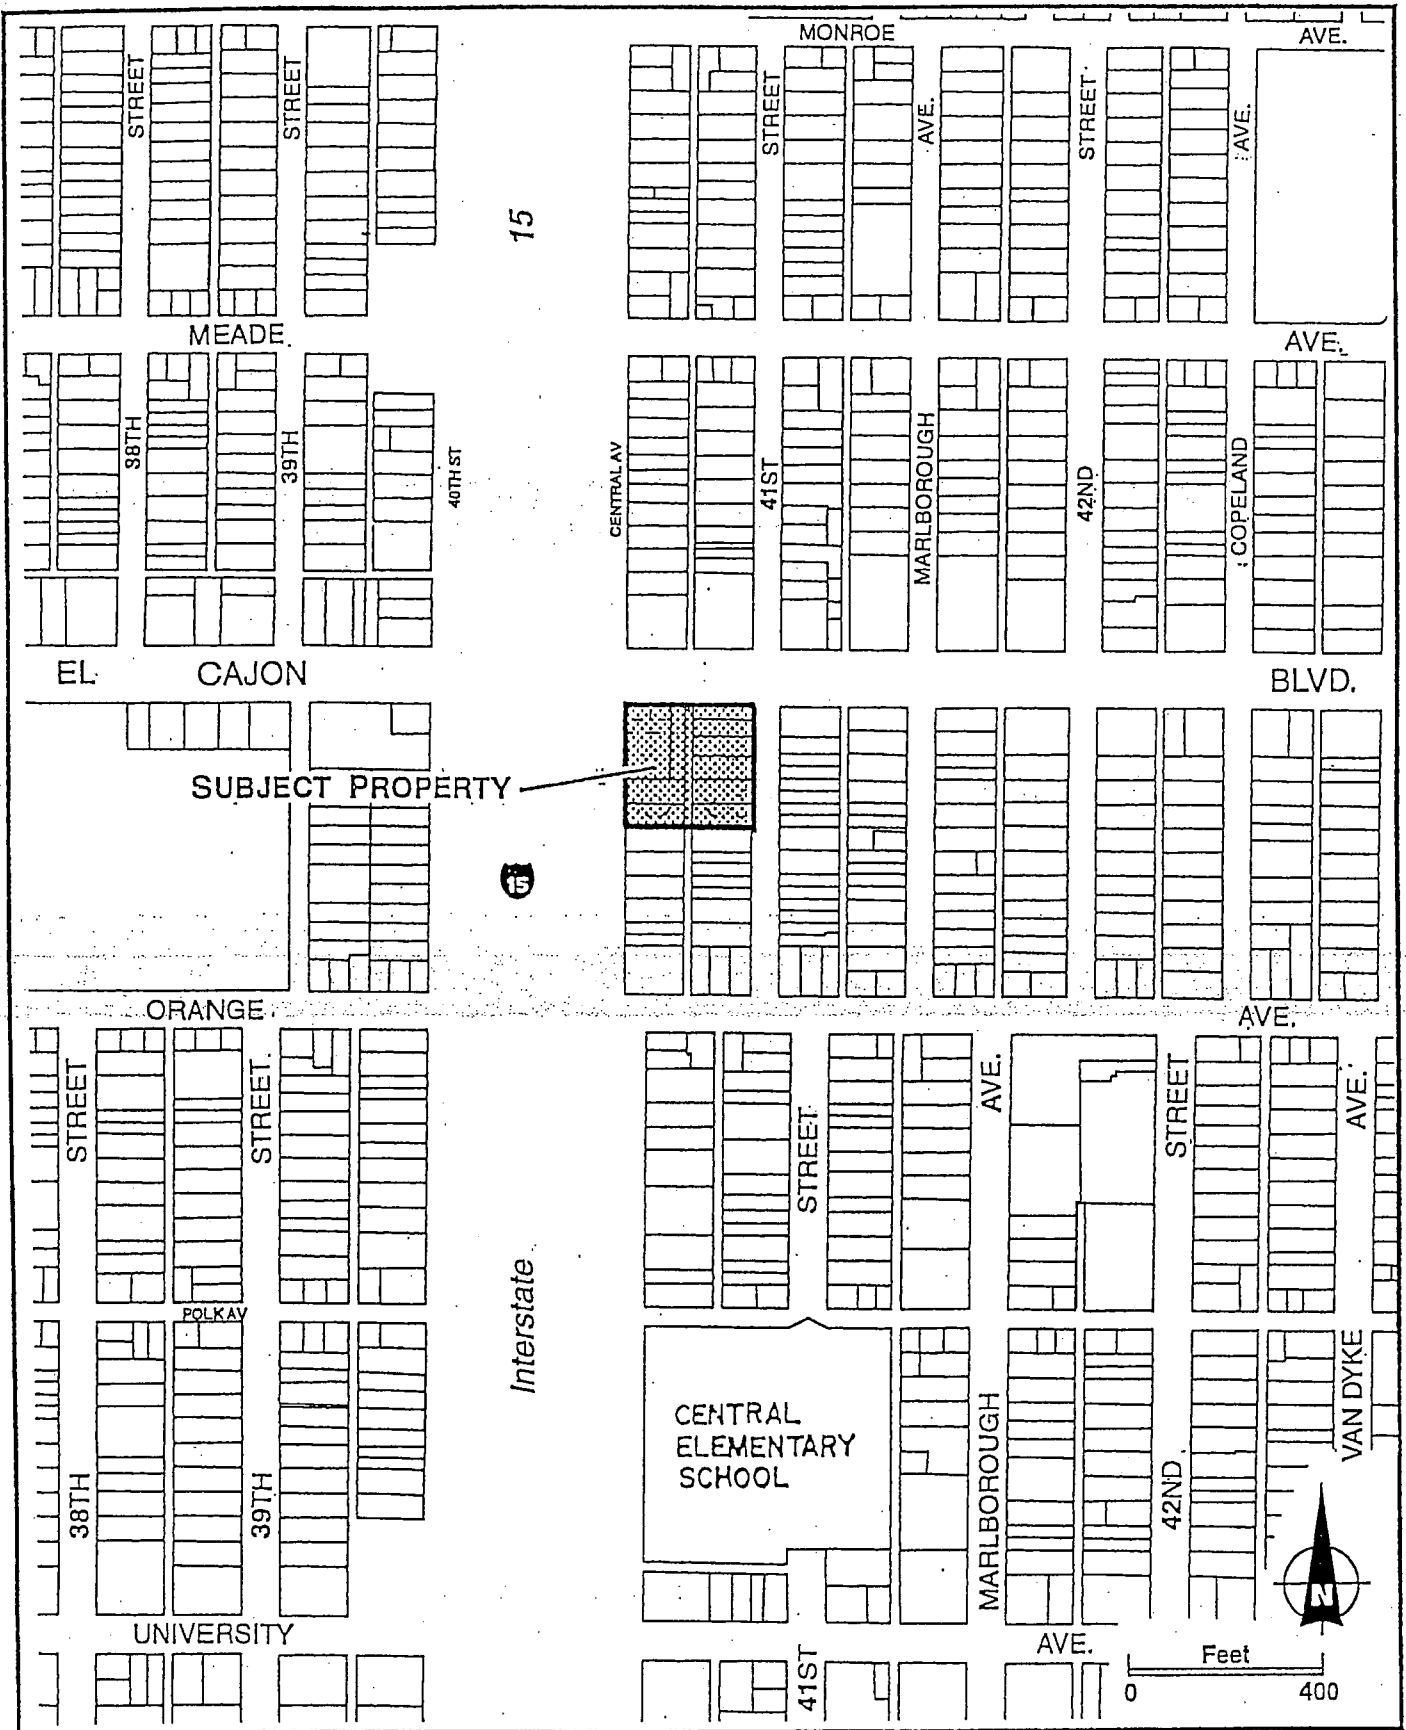 MONROE
AVE.
STREET
STREET
STREET
AVE.
STREET
AVE.
15
MEADE
AVE.
38TH
39TH
40TH ST
CENTRAL AV
41ST
MARLBOROUGH
42ND
COPELAND
EL CAJON
BLVD.
SUBJECT PROPERTY
15
ORANGE
AVE.
STREET
STREET
STREET
AVE.
STREET
AVE.
Interstate
POLK AV
CENTRAL
ELEMENTARY
SCHOOL
38TH
39TH
MARLBOROUGH
42ND
VAN DYKE
N
UNIVERSITY
AVE.
41ST
Feet
0 400